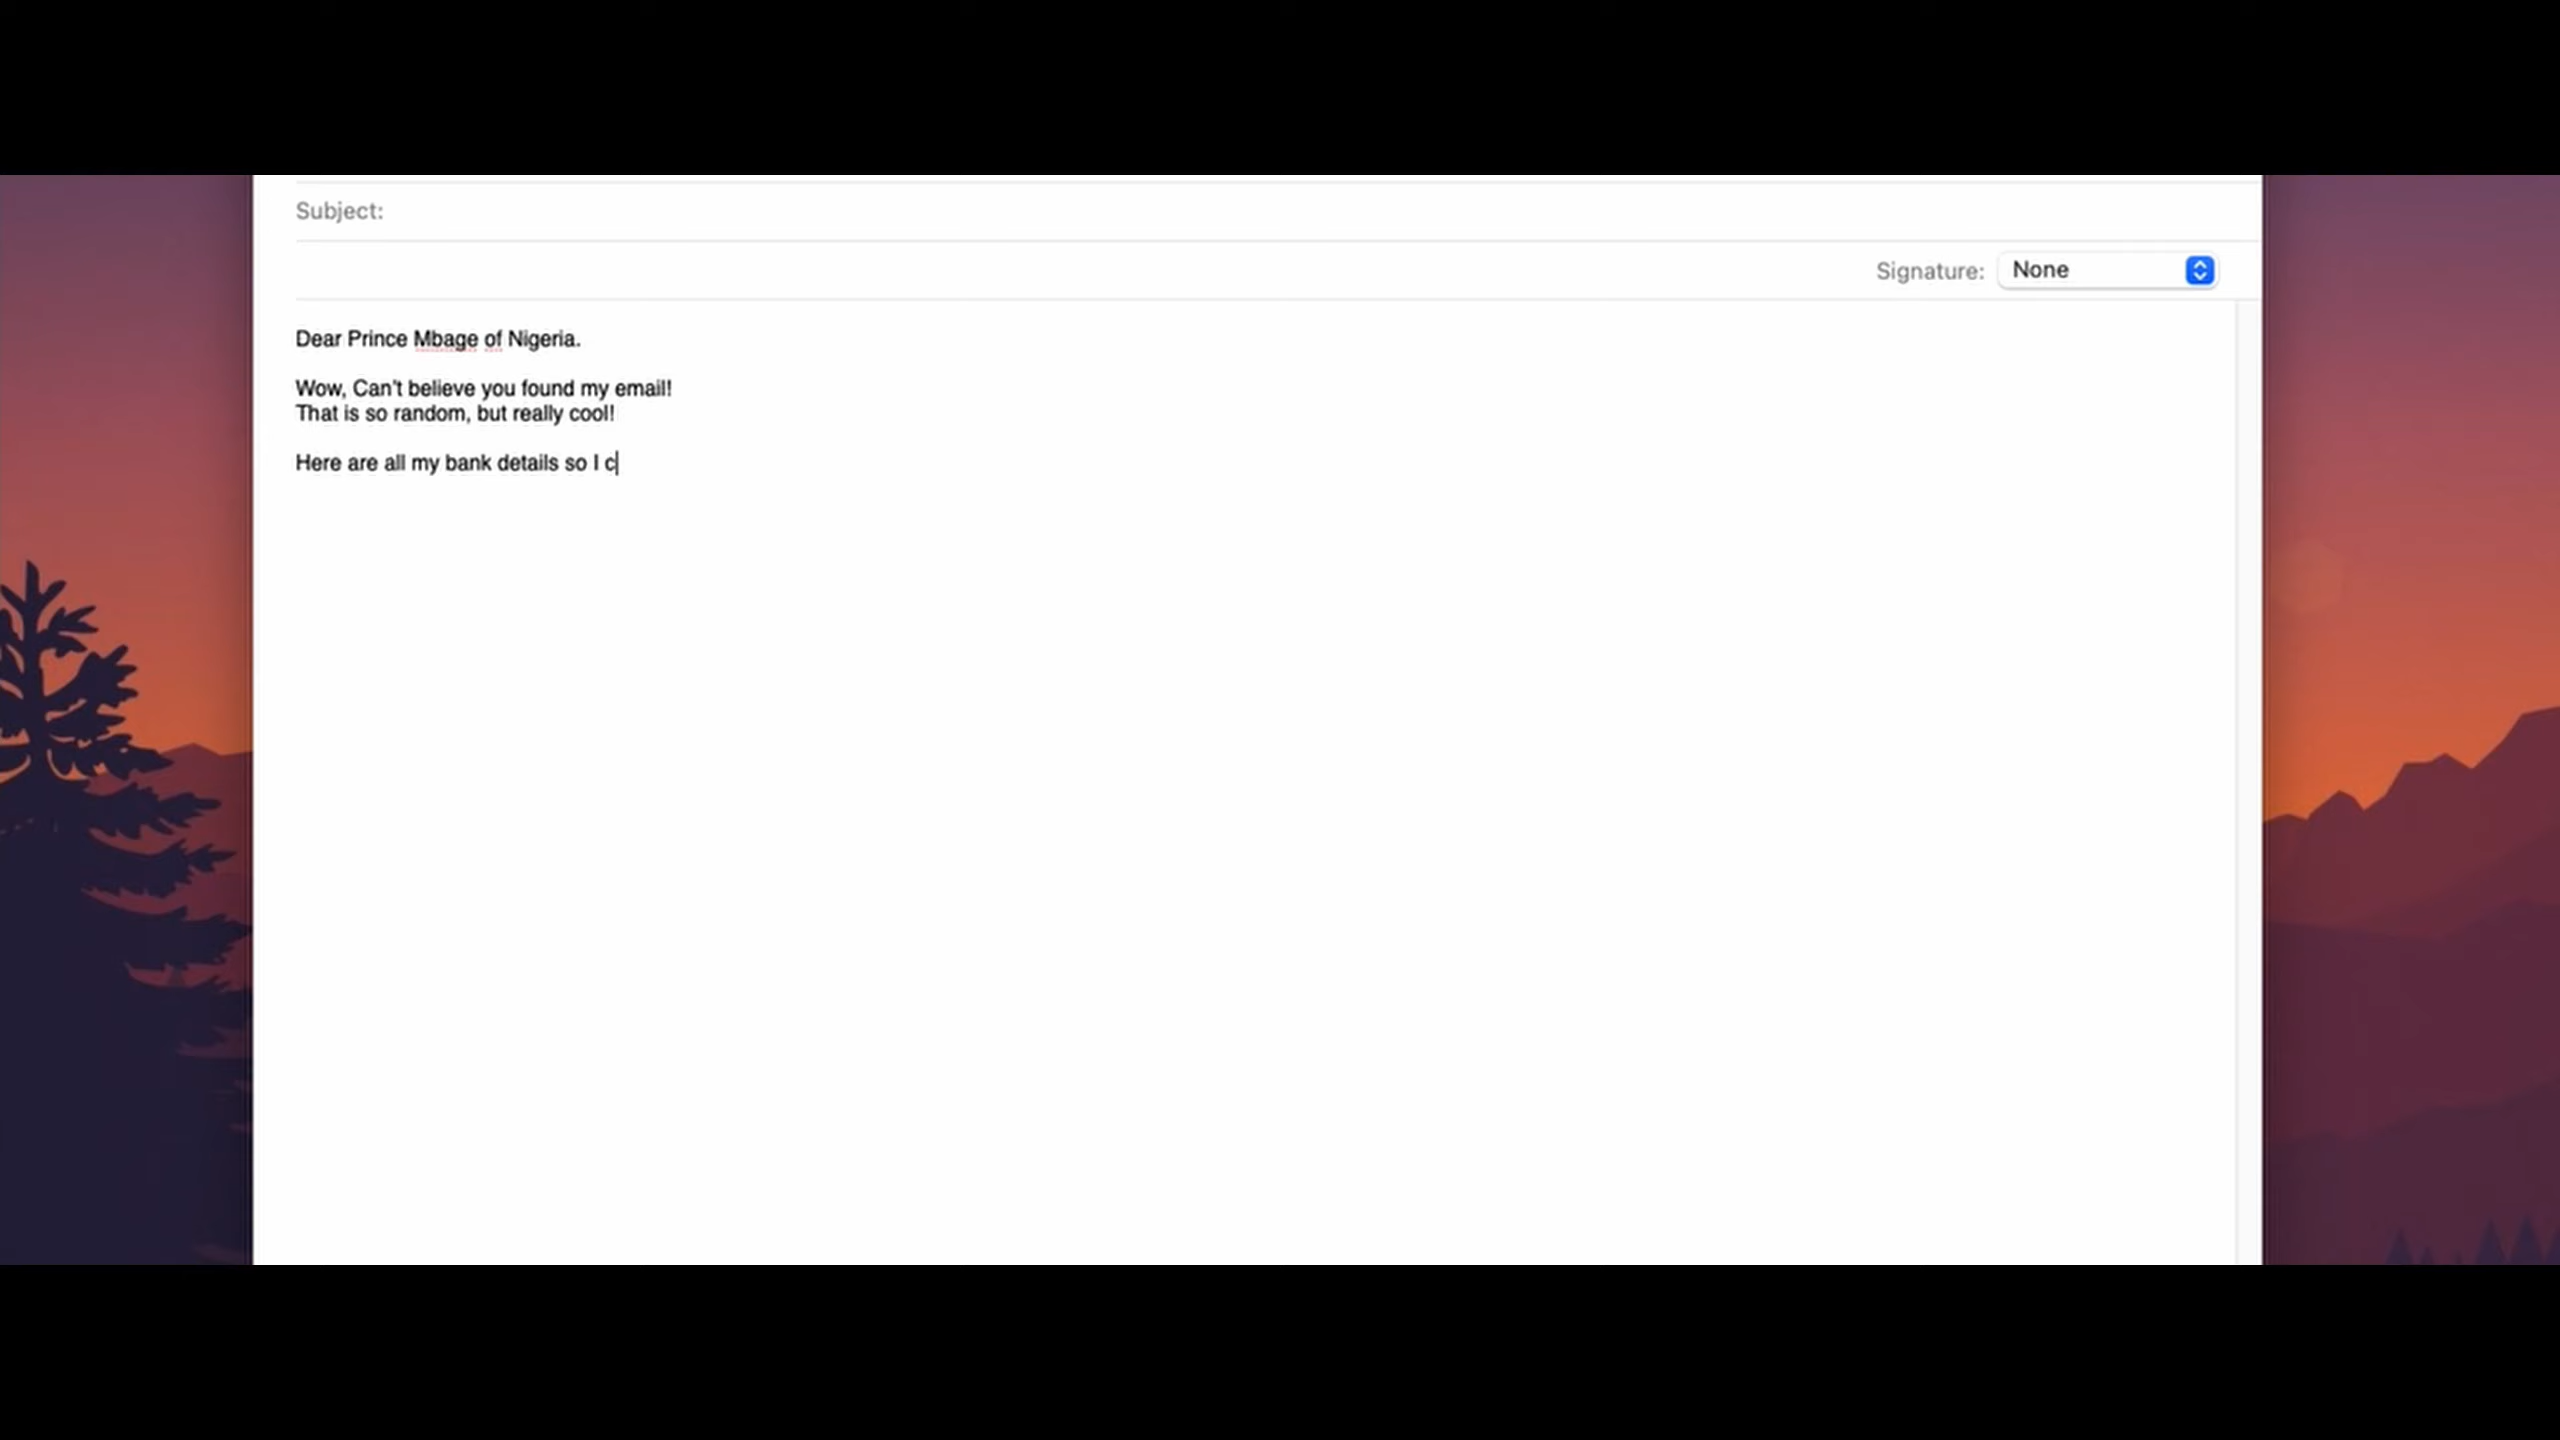 Subject:
Signature: None
Dear Prince Mbage of Nigeria.
Wow, Can't believe you found my email!
That is so random, but really cool!
Here are all my bank details so I c